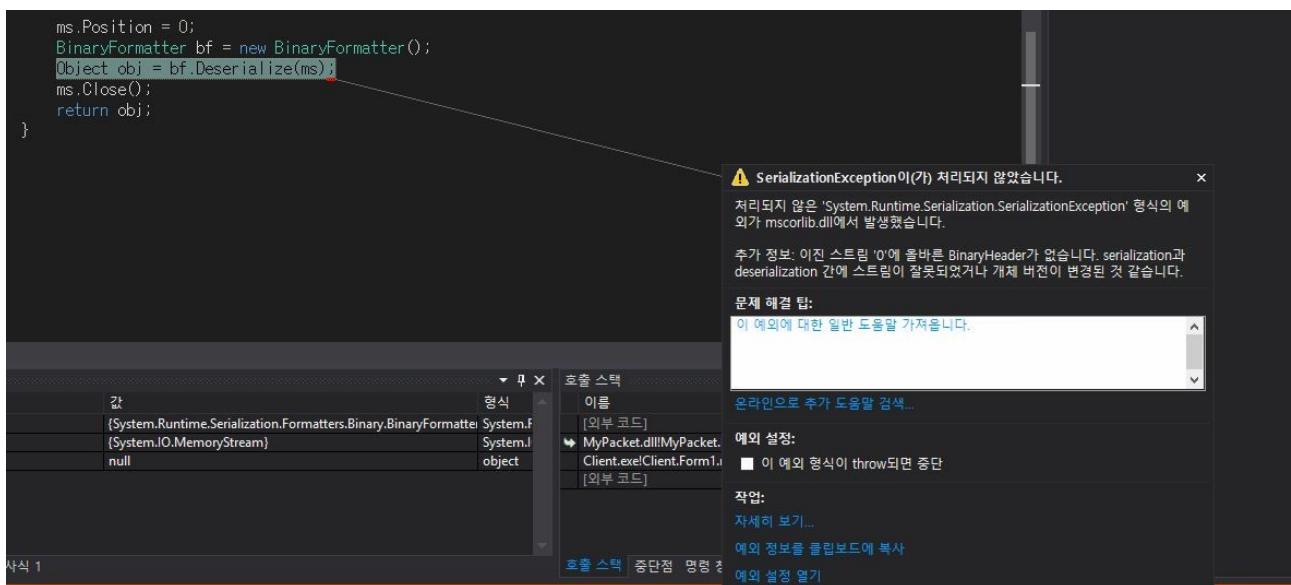 ms.Position = 0;
BinaryFormatter bf = new BinaryFormatter();
Object obj = bf.Deserialize(ms);
ms.Close();
return obj;
}
SerializationException이(가) 처리되지 않았습니다.
처리되지 않은 'System.Runtime.Serialization.SerializationException' 형식의 예
외가 mscorlib.dll에서 발생했습니다.
추가 정보: 이진 스트림 '0'에 올바른 BinaryHeader가 없습니다. serialization과
deserialization 간에 스트림이 잘못되었거나 개체 버전이 변경된 것 같습니다.
문제 해결 팁:
이 예외에 대한 일반 도움말 가져옵니다.
온라인으로 추가 도움말 검색...
예외 설정:
이 예외 형식이 throw되면 중단
작업:
자세히 보기...
예외 정보를 클립보드에 복사
예외 설정 열기
값 형식
{System.Runtime.Serialization.Formatters.Binary.BinaryFormatte System.F
{System.IO.MemoryStream} System.I
null object
호출 스택
이름
[외부 코드]
MyPacket.dll!MyPacket.
Client.exe!Client.Form1.
[외부 코드]
사식 1
호출 스택 중단점 명령